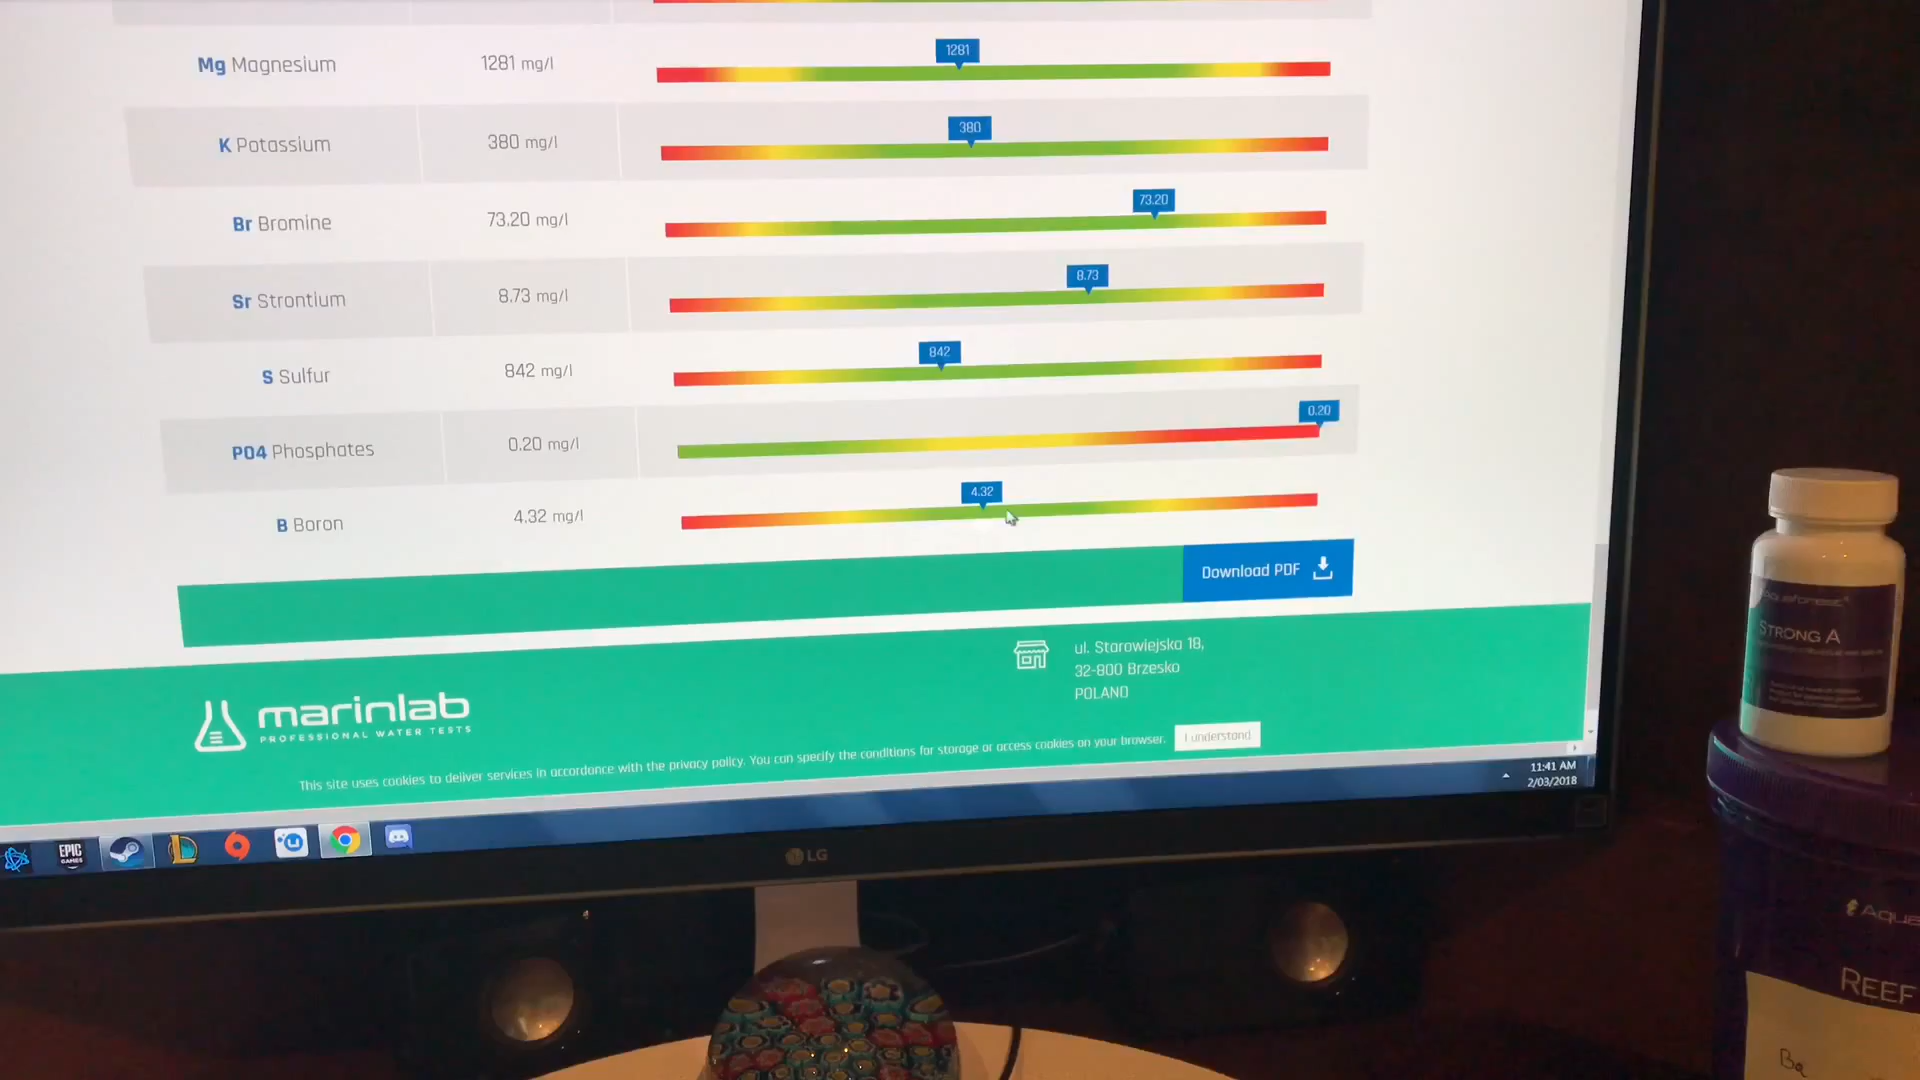 1281
Mg Magnesium 1281 mg/l
380
K Potassium 380 mg/l
73.20
Br Bromine 73.20 mg/l
8.73
Sr Strontium 8.73 mg/l
842
S Sulfur 842 mg/l
0.20
PO4 Phosphates 0.20 mg/l
4.32
B Boron 4.32 mg/l
Download PDF
marinlab
PROFESSIONAL WATER TESTS
ul. Starowiejska 18,
32-800 Brzesko
POLAND
This site uses cookies to deliver services in accordance with the privacy policy. You can specify the conditions for storage or access cookies on your browser. I understand
11:41 AM
2/03/2018
EPIC
GAMES
LG
aquaforest
STRONG A
Aqua
REEF
Ba